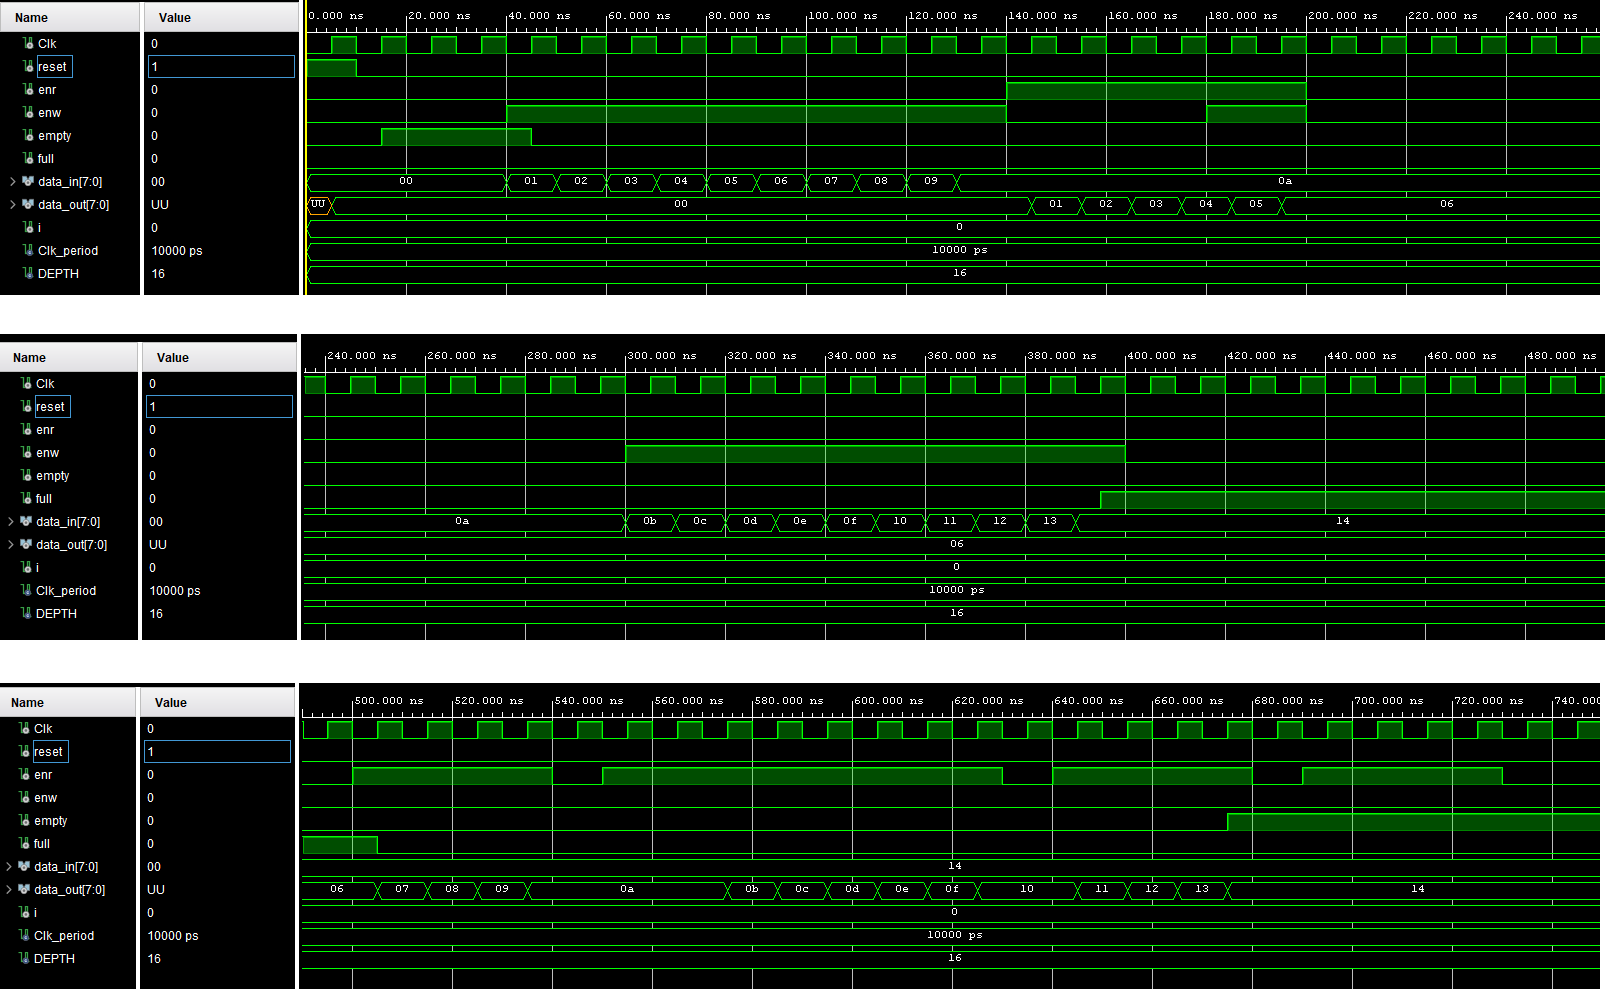 Name Value 0.000 ns 20.000 ns 40.000 ns 60.000 ns 80.000 ns 100.000 ns 120.000 ns 140.000 ns 160.000 ns 180.000 ns 200.000 ns 220.000 ns 240.000 ns
Clk 0
reset 1
enr 0
enw 0
empty 0
full 0
data_in[7:0] 00 00 01 02 03 04 05 06 07 08 09 0a
data_out[7:0] UU UU 00 01 02 03 04 05 06
i 0 0
Clk_period 10000 ps 10000 ps
DEPTH 16 16
Name Value 240.000 ns 260.000 ns 280.000 ns 300.000 ns 320.000 ns 340.000 ns 360.000 ns 380.000 ns 400.000 ns 420.000 ns 440.000 ns 460.000 ns 480.000 ns
Clk 0
reset 1
enr 0
enw 0
empty 0
full 0
data_in[7:0] 00 0a 0b 0c 0d 0e 0f 10 11 12 13 14
data_out[7:0] UU 06
i 0 0
Clk_period 10000 ps 10000 ps
DEPTH 16 16
Name Value 500.000 ns 520.000 ns 540.000 ns 560.000 ns 580.000 ns 600.000 ns 620.000 ns 640.000 ns 660.000 ns 680.000 ns 700.000 ns 720.000 ns 740.000
Clk 0
reset 1
enr 0
enw 0
empty 0
full 0
data_in[7:0] 00 14
data_out[7:0] UU 06 07 08 09 0a 0b 0c 0d 0e 0f 10 11 12 13 14
i 0 0
Clk_period 10000 ps 10000 ps
DEPTH 16 16